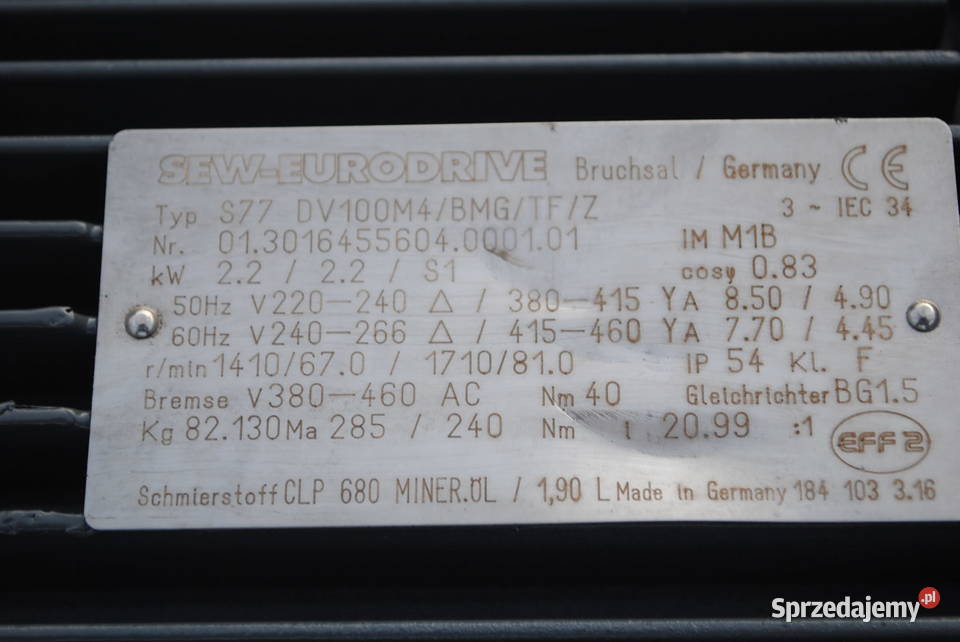 SEW-EURODRIVE Bruchsal / Germany CE
Typ S77 DV100M4/BMG/TF/Z 3 ~ IEC 34
Nr. 01.3016455604.0001.01 IM M1B
kW 2.2 / 2.2 / S1 cosφ 0.83
50Hz V220-240 Δ / 380-415 Y A 8.50 / 4.90
60Hz V240-266 Δ / 415-460 Y A 7.70 / 4.45
r/min 1410/67.0 / 1710/81.0 IP 54 Kl. F
Bremse V380-460 AC Nm 40 Gleichrichter BG1.5
Kg 82.130 Ma 285 / 240 Nm i 20.99 :1 EFF 2
Schmierstoff CLP 680 MINER.ÖL / 1,90 L Made in Germany 184 103 3.16
Sprzedajemy.pl